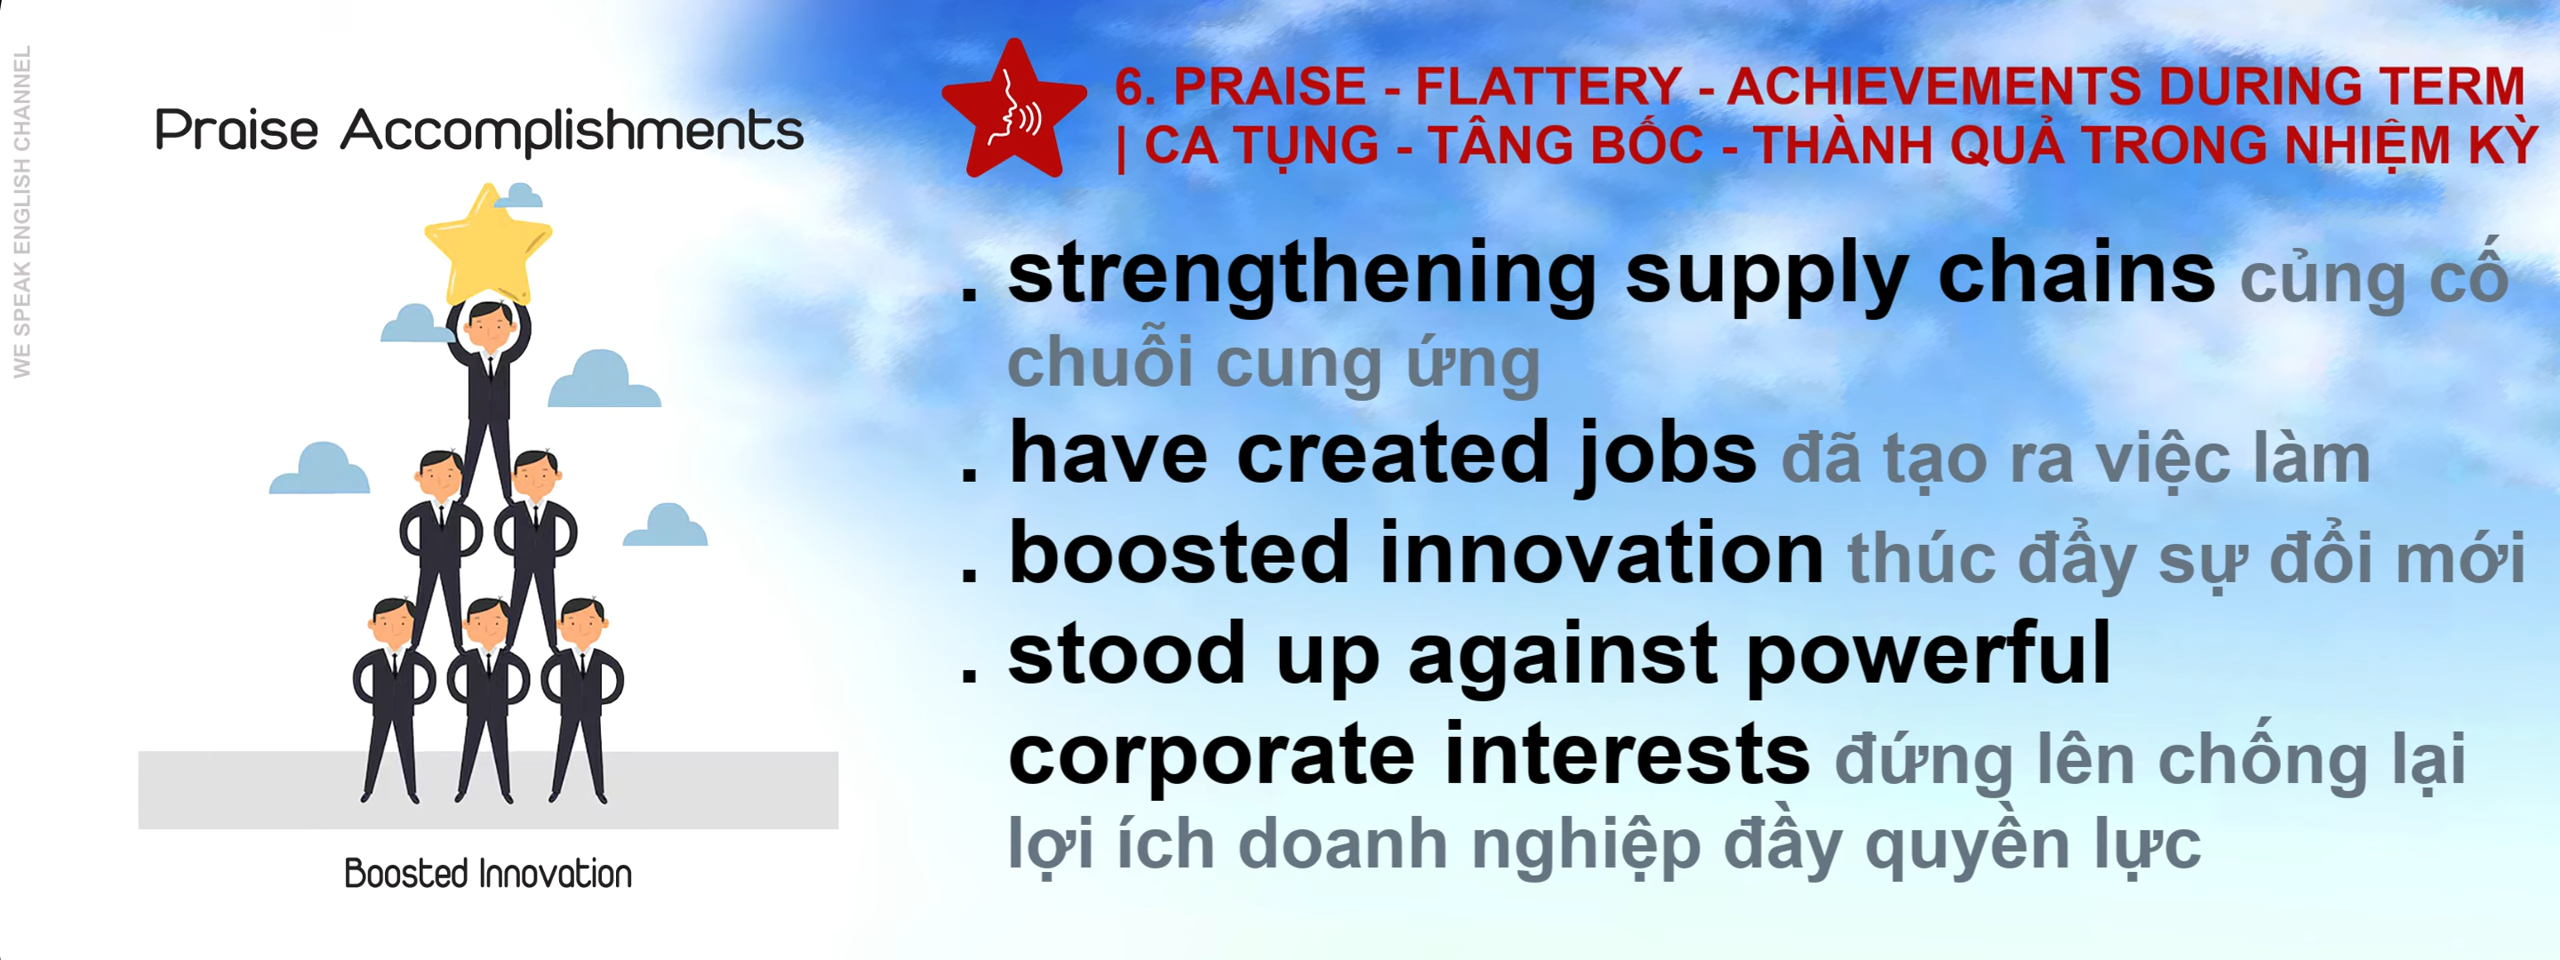 WE SPEAK ENGLISH CHANNEL
Praise Accomplishments
Boosted Innovation
6. PRAISE - FLATTERY - ACHIEVEMENTS DURING TERM
| CA TỤNG - TÂNG BỐC - THÀNH QUẢ TRONG NHIỆM KỲ
. strengthening supply chains củng cố
chuỗi cung ứng
. have created jobs đã tạo ra việc làm
. boosted innovation thúc đẩy sự đổi mới
. stood up against powerful
corporate interests đứng lên chống lại
lợi ích doanh nghiệp đầy quyền lực